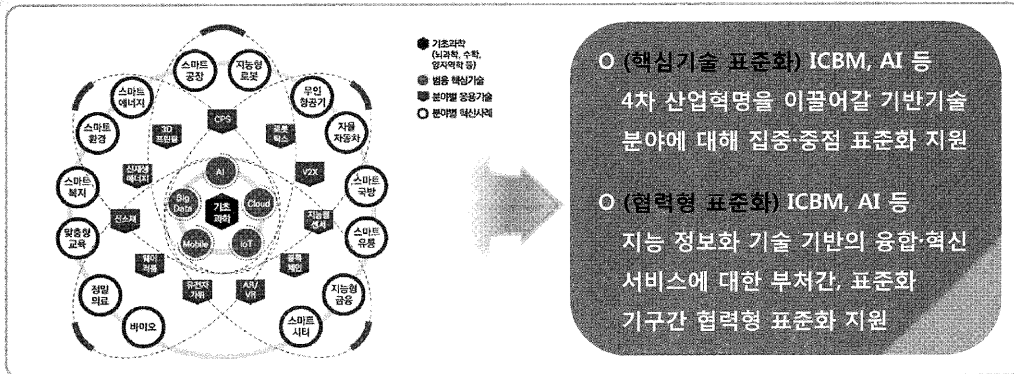 기초과학
(뇌과학, 수학,
양자역학 등)
범용 핵심기술
분야별 응용기술
분야별 혁신사례
스마트
공장
지능형
로봇
스마트
에너지
무인
항공기
스마트
환경
자율
자동차
스마트
복지
스마트
국방
맞춤형
교육
스마트
유통
정밀
의료
지능형
금융
바이오
스마트
시티
CPS
3D
프린팅
로봇
신재생
에너지
V2X
신소재
지능형
센서
웨어
러블
블록
체인
유전자
가위
AR/
VR
AI
Big
Data
Cloud
기초
과학
Mobile
IoT
O (핵심기술 표준화) ICBM, AI 등
4차 산업혁명을 이끌어갈 기반기술
분야에 대해 집중·중점 표준화 지원
O (협력형 표준화) ICBM, AI 등
지능 정보화 기술 기반의 융합·혁신
서비스에 대한 부처간, 표준화
기구간 협력형 표준화 지원